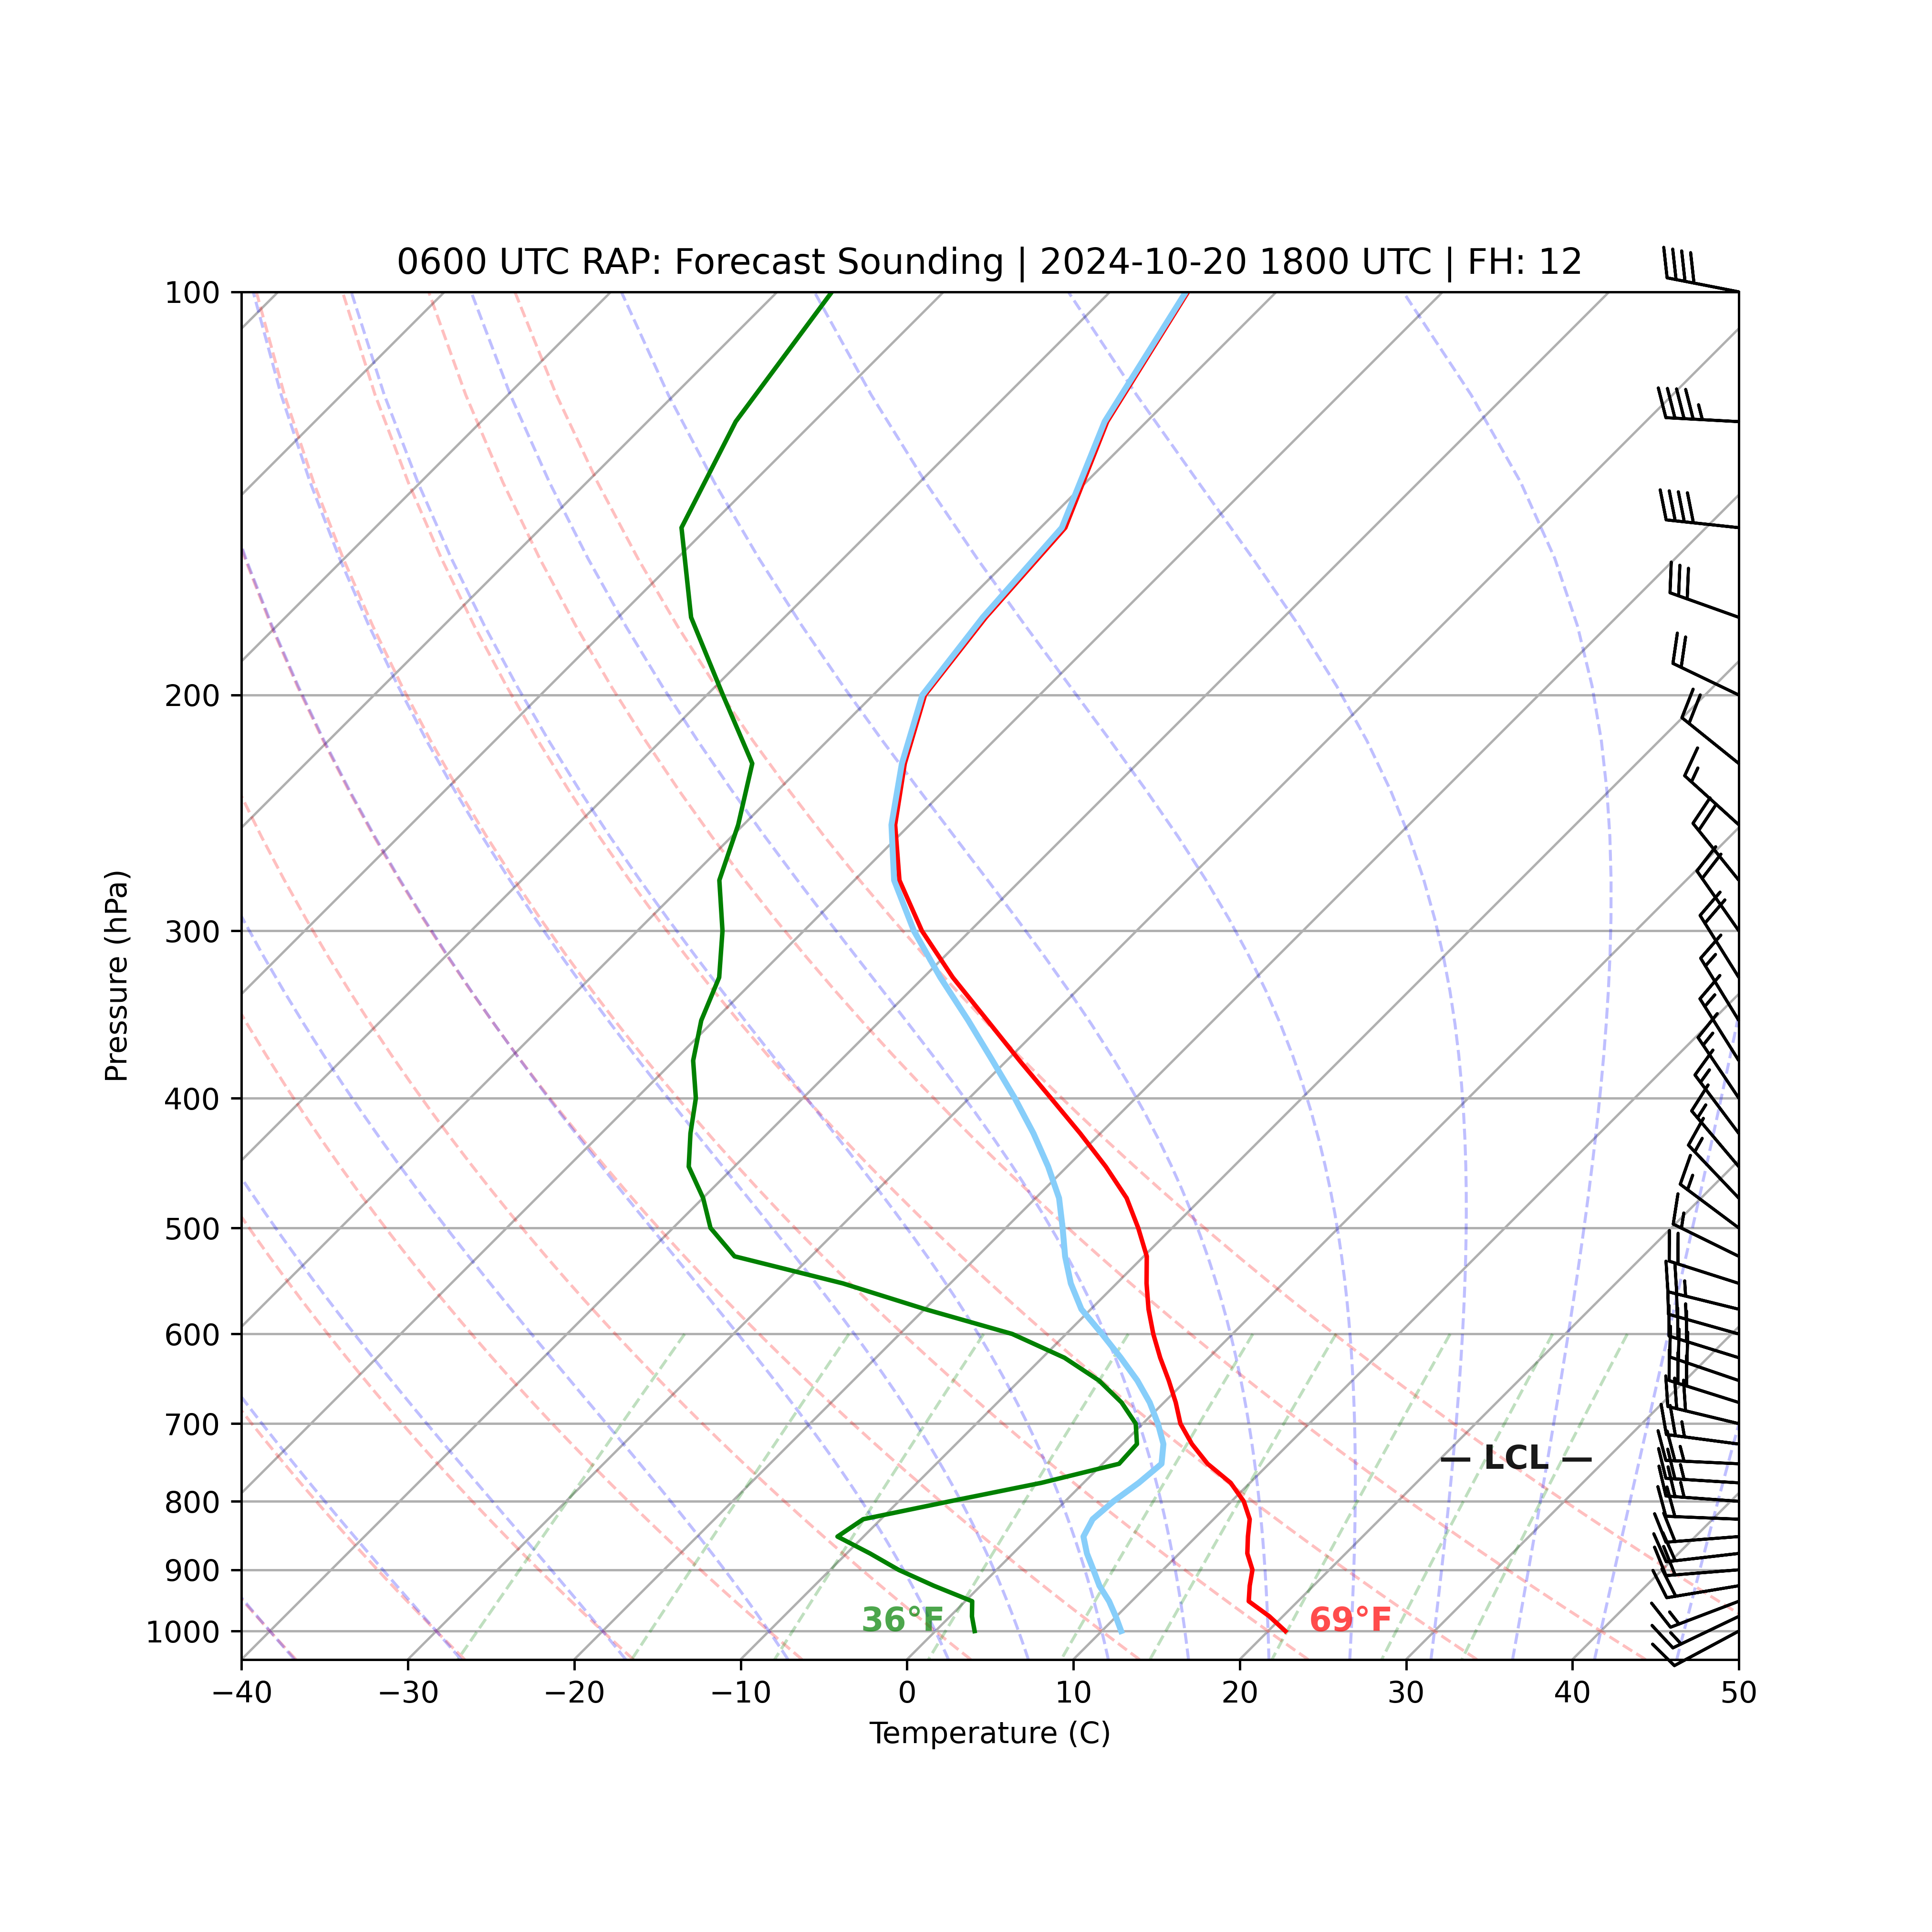 0600 UTC RAP: Forecast Sounding | 2024-10-20 1800 UTC | FH: 12
100
200
300
400
500
600
700
800
900
1000
Pressure (hPa)
— LCL —
36°F
69°F
−40 −30 −20 −10 0 10 20 30 40 50
Temperature (C)